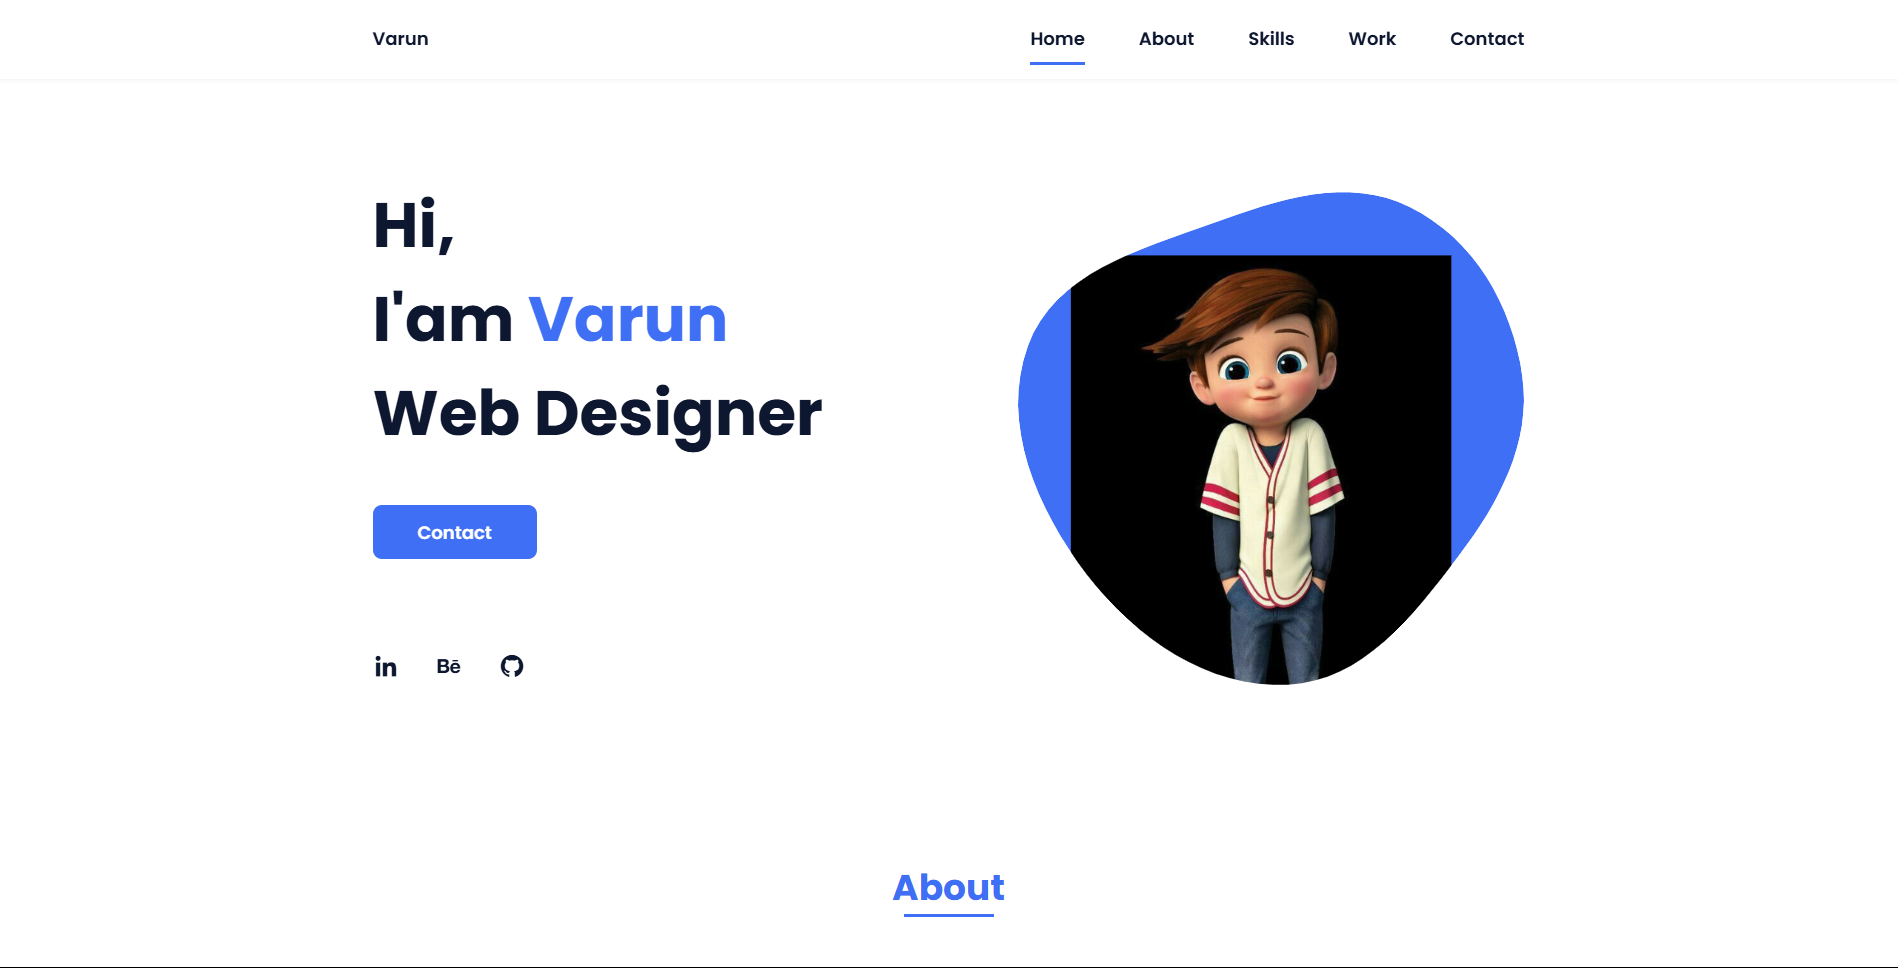 Varun
Home About Skills Work Contact
Hi,
I'am Varun
Web Designer
Contact
in Bē
About